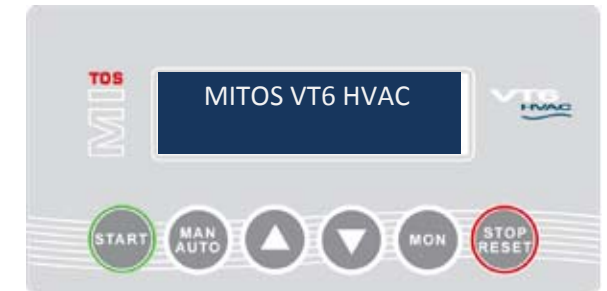 TOS
MI
MITOS VT6 HVAC
VT6
HVAC
START
MAN
AUTO
MON
STOP
RESET